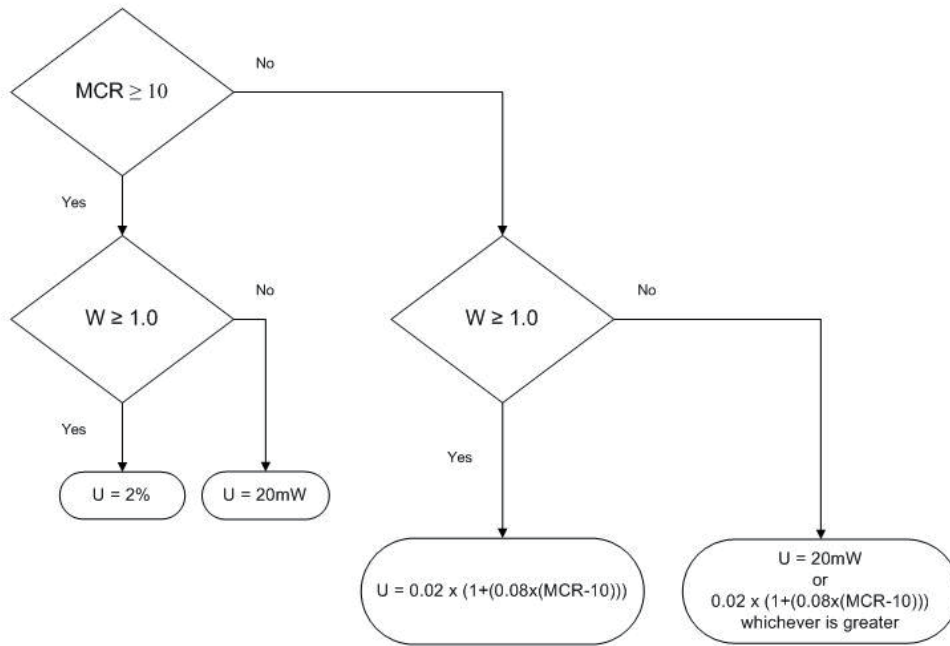 MCR ≥ 10
No
Yes
W ≥ 1.0
No
W ≥ 1.0
No
Yes
Yes
U = 2%
U = 20mW
U = 0.02 x (1+(0.08x(MCR-10)))
U = 20mW
or
0.02 x (1+(0.08x(MCR-10)))
whichever is greater